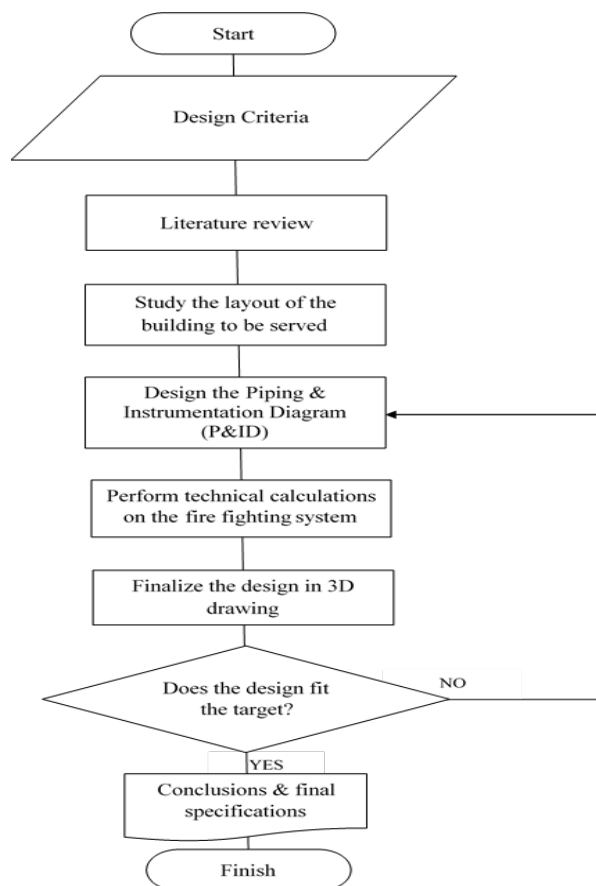 Start
Design Criteria
Literature review
Study the layout of the
building to be served
Design the Piping &
Instrumentation Diagram
(P&ID)
Perform technical calculations
on the fire fighting system
Finalize the design in 3D
drawing
Does the design fit
the target?
NO
YES
Conclusions & final
specifications
Finish